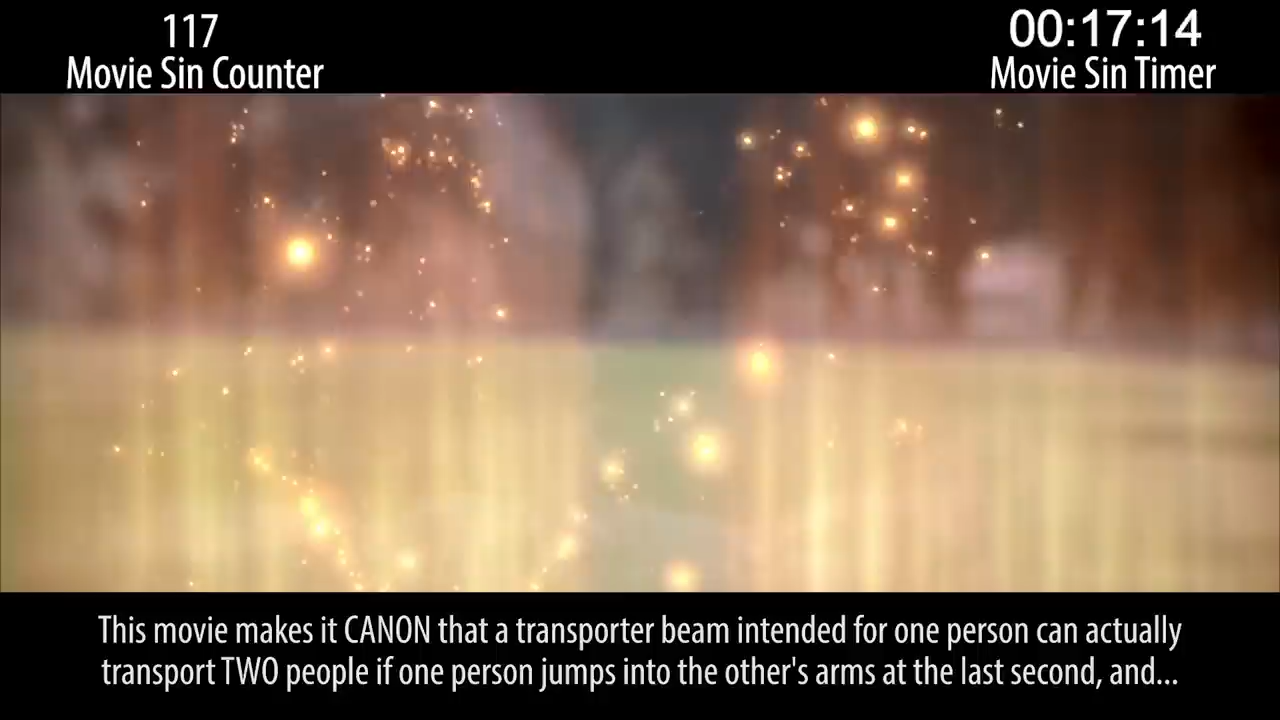 117
Movie Sin Counter
00:17:14
Movie Sin Timer
This movie makes it CANON that a transporter beam intended for one person can actually
transport TWO people if one person jumps into the other's arms at the last second, and...